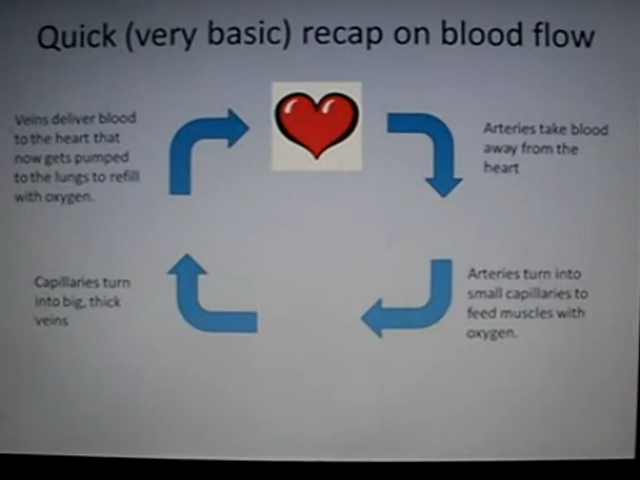 Quick (very basic) recap on blood flow
Veins deliver blood
to the heart that
now gets pumped
to the lungs to refill
with oxygen.
Arteries take blood
away from the
heart
Capillaries turn
into big, thick
veins
Arteries turn into
small capillaries to
feed muscles with
oxygen.